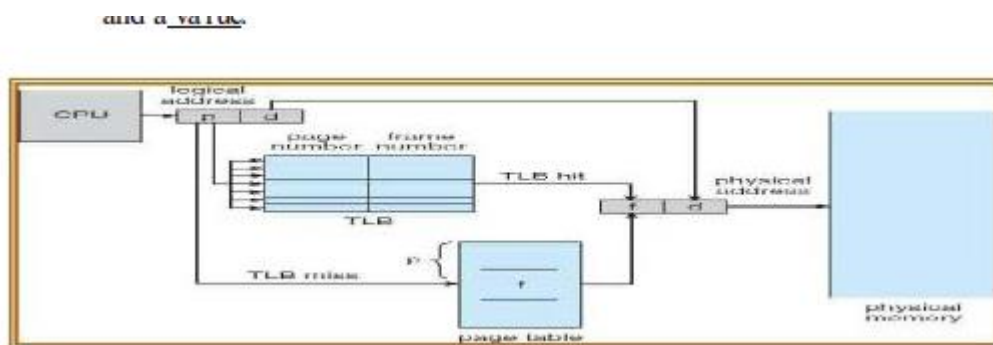 and a value.
logical
address
CPU
p d
page
number
frame
number
TLB hit
physical
address
f d
TLB
p
TLB miss
f
physical
memory
page table